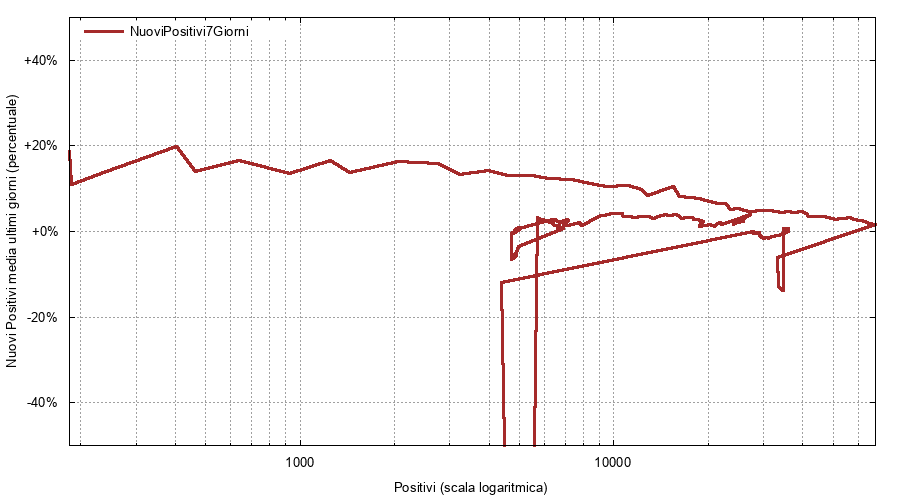 NuoviPositivi7Giorni
+40%
+20%
+0%
-20%
-40%
Nuovi Positivi media ultimi giorni (percentuale)
1000
10000
Positivi (scala logaritmica)